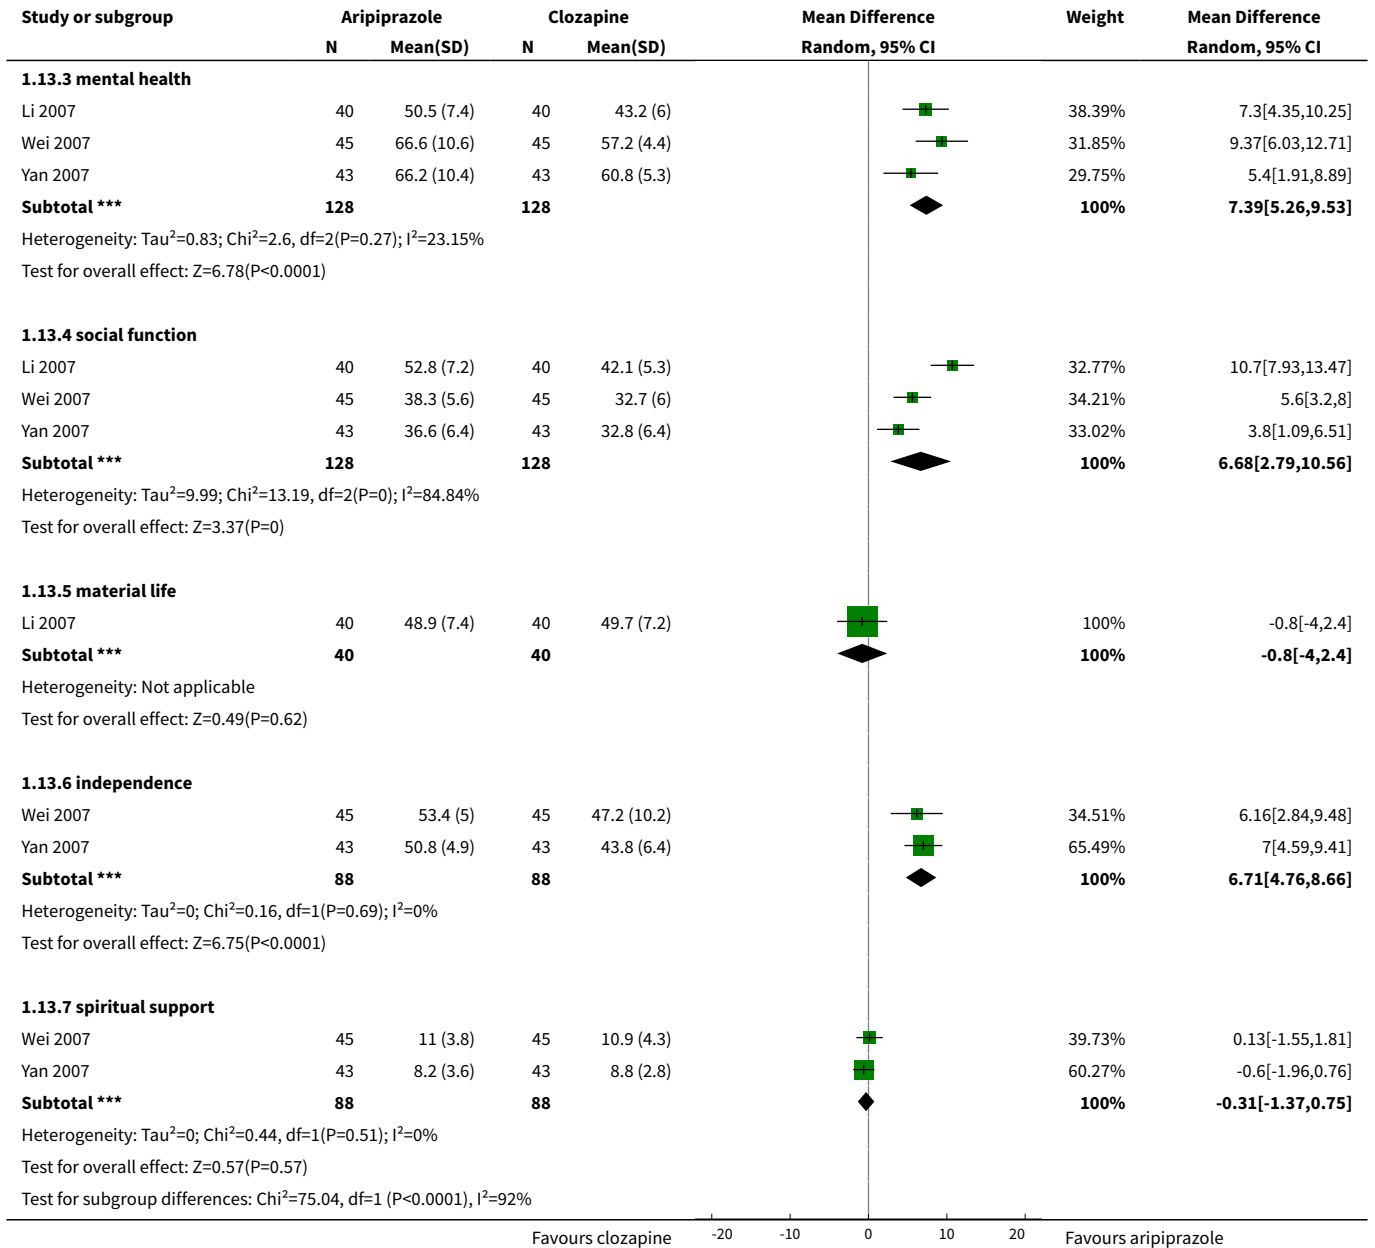 Study or subgroup Aripiprazole Clozapine Mean Difference Weight Mean Difference
N Mean(SD) N Mean(SD) Random, 95% CI Random, 95% CI
1.13.3 mental health
Li 2007 40 50.5 (7.4) 40 43.2 (6) 38.39% 7.3[4.35,10.25]
Wei 2007 45 66.6 (10.6) 45 57.2 (4.4) 31.85% 9.37[6.03,12.71]
Yan 2007 43 66.2 (10.4) 43 60.8 (5.3) 29.75% 5.4[1.91,8.89]
Subtotal *** 128 128 100% 7.39[5.26,9.53]
Heterogeneity: Tau²=0.83; Chi²=2.6, df=2(P=0.27); I²=23.15%
Test for overall effect: Z=6.78(P<0.0001)
1.13.4 social function
Li 2007 40 52.8 (7.2) 40 42.1 (5.3) 32.77% 10.7[7.93,13.47]
Wei 2007 45 38.3 (5.6) 45 32.7 (6) 34.21% 5.6[3.2,8]
Yan 2007 43 36.6 (6.4) 43 32.8 (6.4) 33.02% 3.8[1.09,6.51]
Subtotal *** 128 128 100% 6.68[2.79,10.56]
Heterogeneity: Tau²=9.99; Chi²=13.19, df=2(P=0); I²=84.84%
Test for overall effect: Z=3.37(P=0)
1.13.5 material life
Li 2007 40 48.9 (7.4) 40 49.7 (7.2) 100% -0.8[-4,2.4]
Subtotal *** 40 40 100% -0.8[-4,2.4]
Heterogeneity: Not applicable
Test for overall effect: Z=0.49(P=0.62)
1.13.6 independence
Wei 2007 45 53.4 (5) 45 47.2 (10.2) 34.51% 6.16[2.84,9.48]
Yan 2007 43 50.8 (4.9) 43 43.8 (6.4) 65.49% 7[4.59,9.41]
Subtotal *** 88 88 100% 6.71[4.76,8.66]
Heterogeneity: Tau²=0; Chi²=0.16, df=1(P=0.69); I²=0%
Test for overall effect: Z=6.75(P<0.0001)
1.13.7 spiritual support
Wei 2007 45 11 (3.8) 45 10.9 (4.3) 39.73% 0.13[-1.55,1.81]
Yan 2007 43 8.2 (3.6) 43 8.8 (2.8) 60.27% -0.6[-1.96,0.76]
Subtotal *** 88 88 100% -0.31[-1.37,0.75]
Heterogeneity: Tau²=0; Chi²=0.44, df=1(P=0.51); I²=0%
Test for overall effect: Z=0.57(P=0.57)
Test for subgroup differences: Chi²=75.04, df=1 (P<0.0001), I²=92%
Favours clozapine -20 -10 0 10 20 Favours aripiprazole